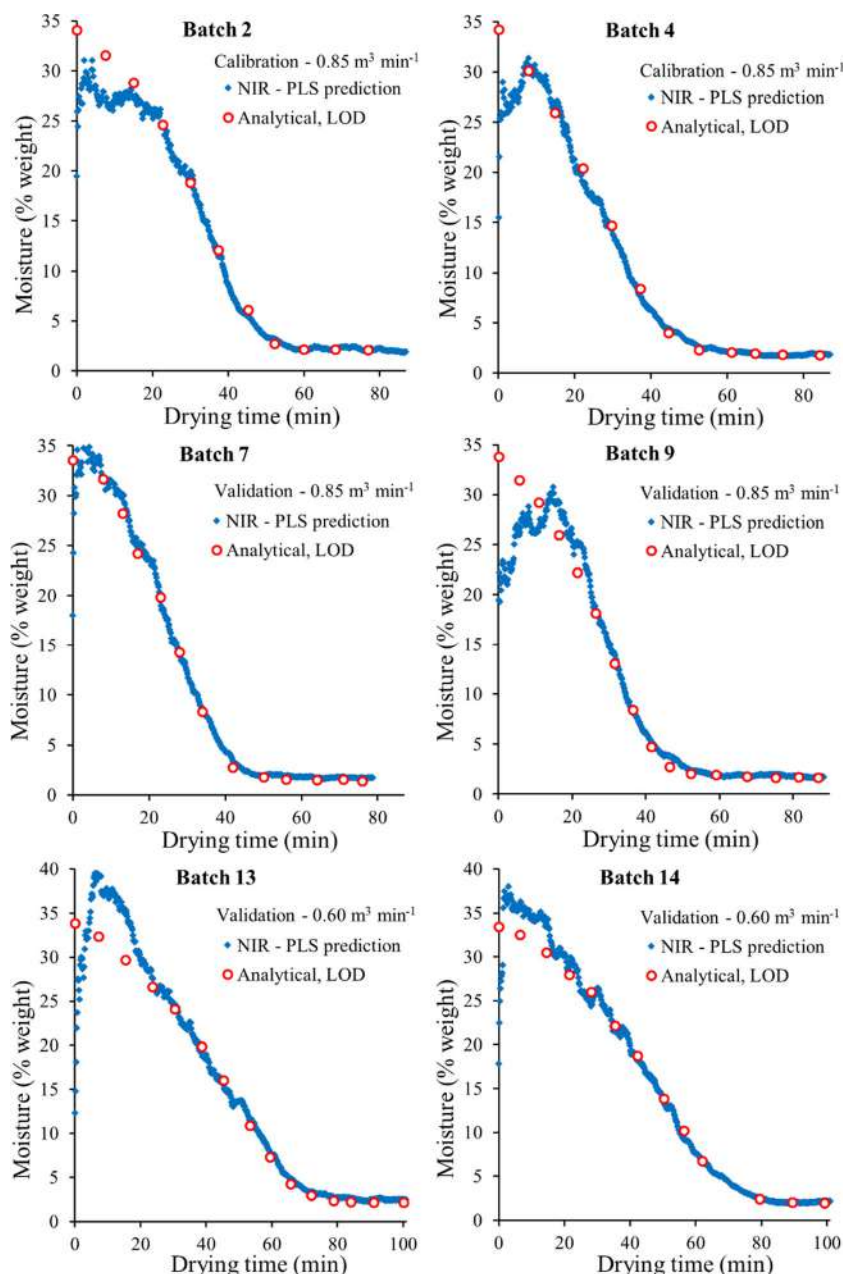 Batch 2
Calibration - 0.85 m³ min⁻¹
NIR - PLS prediction
Analytical, LOD
Moisture (% weight)
35
30
25
20
15
10
5
0
0 20 40 60 80
Drying time (min)
Batch 4
Calibration - 0.85 m³ min⁻¹
NIR - PLS prediction
Analytical, LOD
Moisture (% weight)
35
30
25
20
15
10
5
0
0 20 40 60 80
Drying time (min)
Batch 7
Validation - 0.85 m³ min⁻¹
NIR - PLS prediction
Analytical, LOD
Moisture (% weight)
35
30
25
20
15
10
5
0
0 20 40 60 80
Drying time (min)
Batch 9
Validation - 0.85 m³ min⁻¹
NIR - PLS prediction
Analytical, LOD
Moisture (% weight)
35
30
25
20
15
10
5
0
0 20 40 60 80
Drying time (min)
Batch 13
Validation - 0.60 m³ min⁻¹
NIR - PLS prediction
Analytical, LOD
Moisture (% weight)
40
35
30
25
20
15
10
5
0
0 20 40 60 80 100
Drying time (min)
Batch 14
Validation - 0.60 m³ min⁻¹
NIR - PLS prediction
Analytical, LOD
Moisture (% weight)
40
35
30
25
20
15
10
5
0
0 20 40 60 80 100
Drying time (min)